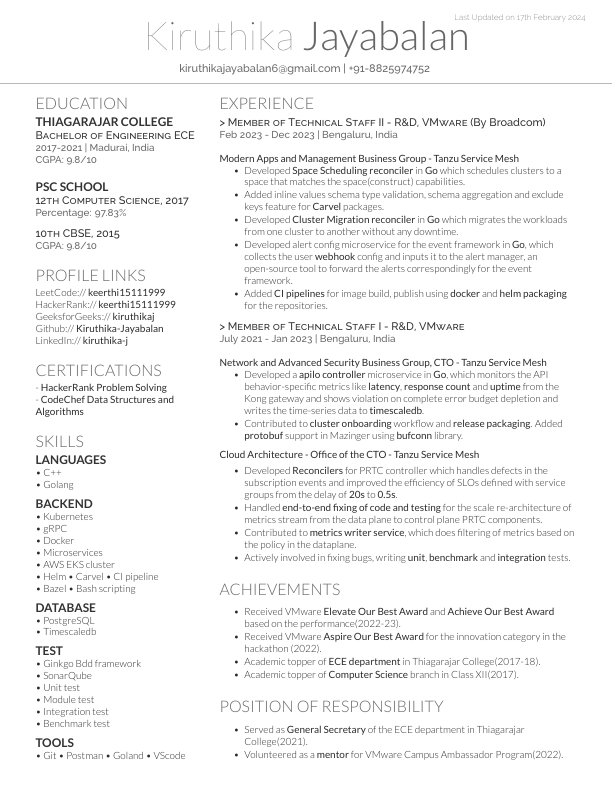 Last Updated on 17th February 2024
Kiruthika Jayabalan
kiruthikajayabalan6@gmail.com | +91-8825974752
EDUCATION
THIAGARAJAR COLLEGE
Bachelor of Engineering ECE
2017-2021 | Madurai, India
CGPA: 9.8/10
PSC SCHOOL
12th Computer Science, 2017
Percentage: 97.83%
10th CBSE, 2015
CGPA: 9.8/10
PROFILE LINKS
LeetCode:// keerthi15111999
HackerRank:// keerthi15111999
GeeksforGeeks:// kiruthikaj
Github:// Kiruthika-Jayabalan
LinkedIn:// kiruthika-j
CERTIFICATIONS
- HackerRank Problem Solving
- CodeChef Data Structures and
Algorithms
SKILLS
LANGUAGES
• C++
• Golang
BACKEND
• Kubernetes
• gRPC
• Docker
• Microservices
• AWS EKS cluster
• Helm • Carvel • CI pipeline
• Bazel • Bash scripting
DATABASE
• PostgreSQL
• Timescaledb
TEST
• Ginkgo Bdd framework
• SonarQube
• Unit test
• Module test
• Integration test
• Benchmark test
TOOLS
• Git • Postman • Goland • VScode
EXPERIENCE
> Member of Technical Staff II - R&D, VMware (By Broadcom)
Feb 2023 - Dec 2023 | Bengaluru, India
Modern Apps and Management Business Group - Tanzu Service Mesh
• Developed Space Scheduling reconciler in Go which schedules clusters to a
space that matches the space(construct) capabilities.
• Added inline values schema type validation, schema aggregation and exclude
keys feature for Carvel packages.
• Developed Cluster Migration reconciler in Go which migrates the workloads
from one cluster to another without any downtime.
• Developed alert config microservice for the event framework in Go, which
collects the user webhook config and inputs it to the alert manager, an
open-source tool to forward the alerts correspondingly for the event
framework.
• Added CI pipelines for image build, publish using docker and helm packaging
for the repositories.
> Member of Technical Staff I - R&D, VMware
July 2021 - Jan 2023 | Bengaluru, India
Network and Advanced Security Business Group, CTO - Tanzu Service Mesh
• Developed a apilo controller microservice in Go, which monitors the API
behavior-specific metrics like latency, response count and uptime from the
Kong gateway and shows violation on complete error budget depletion and
writes the time-series data to timescaledb.
• Contributed to cluster onboarding workflow and release packaging. Added
protobuf support in Mazinger using bufconn library.
Cloud Architecture - Office of the CTO - Tanzu Service Mesh
• Developed Reconcilers for PRTC controller which handles defects in the
subscription events and improved the efficiency of SLOs defined with service
groups from the delay of 20s to 0.5s.
• Handled end-to-end fixing of code and testing for the scale re-architecture of
metrics stream from the data plane to control plane PRTC components.
• Contributed to metrics writer service, which does filtering of metrics based on
the policy in the dataplane.
• Actively involved in fixing bugs, writing unit, benchmark and integration tests.
ACHIEVEMENTS
• Received VMware Elevate Our Best Award and Achieve Our Best Award
based on the performance(2022-23).
• Received VMware Aspire Our Best Award for the innovation category in the
hackathon (2022).
• Academic topper of ECE department in Thiagarajar College(2017-18).
• Academic topper of Computer Science branch in Class XII(2017).
POSITION OF RESPONSIBILITY
• Served as General Secretary of the ECE department in Thiagarajar
College(2021).
• Volunteered as a mentor for VMware Campus Ambassador Program(2022).